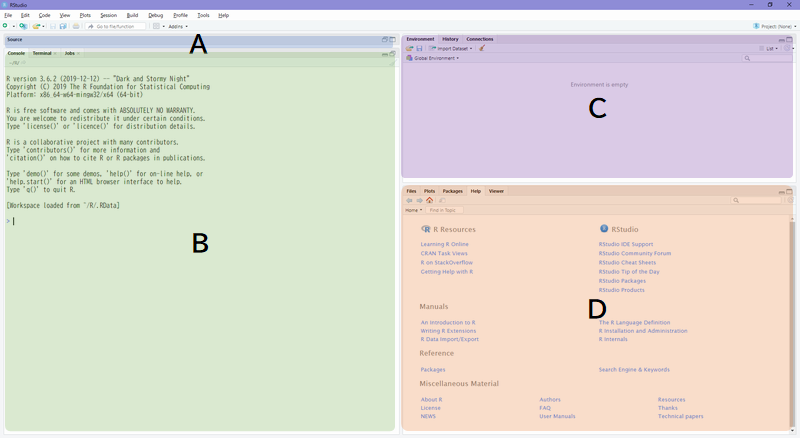 RStudio
File Edit Code View Plots Session Build Debug Profile Tools Help
Go to file/function Addins Project: (None)
Source
A
Console Terminal Jobs
~/R/
R version 3.6.2 (2019-12-12) -- "Dark and Stormy Night"
Copyright (C) 2019 The R Foundation for Statistical Computing
Platform: x86_64-w64-mingw32/x64 (64-bit)
R is free software and comes with ABSOLUTELY NO WARRANTY.
You are welcome to redistribute it under certain conditions.
Type 'license()' or 'licence()' for distribution details.
R is a collaborative project with many contributors.
Type 'contributors()' for more information and
'citation()' on how to cite R or R packages in publications.
Type 'demo()' for some demos, 'help()' for on-line help, or
'help.start()' for an HTML browser interface to help.
Type 'q()' to quit R.
[Workspace loaded from ~/R/.RData]
>
B
Environment History Connections
Import Dataset List
Global Environment
Environment is empty
C
Files Plots Packages Help Viewer
Home Find in Topic
R Resources RStudio
Learning R Online RStudio IDE Support
CRAN Task Views RStudio Community Forum
R on StackOverflow RStudio Cheat Sheets
Getting Help with R RStudio Tip of the Day
RStudio Packages
RStudio Products
Manuals
D
An Introduction to R The R Language Definition
Writing R Extensions R Installation and Administration
R Data Import/Export R Internals
Reference
Packages Search Engine & Keywords
Miscellaneous Material
About R Authors Resources
License FAQ Thanks
NEWS User Manuals Technical papers